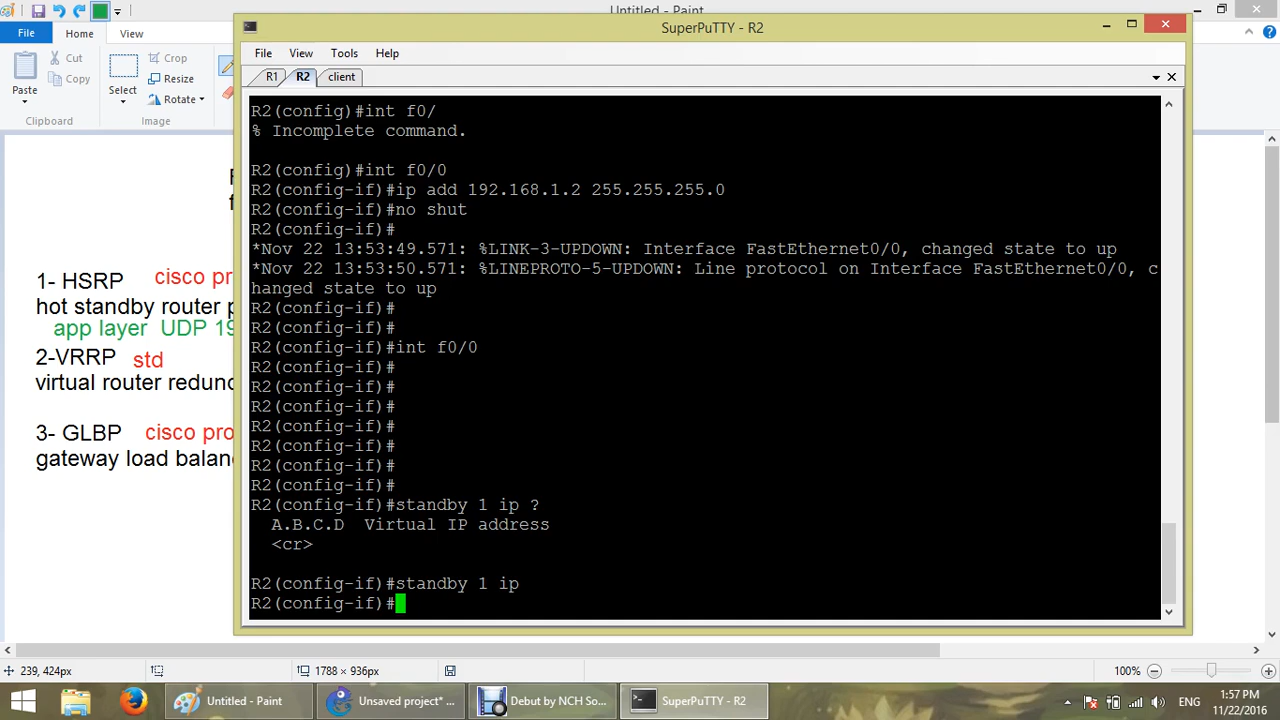 Untitled - Paint
File
Home
View
Cut
Copy
Paste
Clipboard
Select
Crop
Resize
Rotate
Image
SuperPuTTY - R2
File View Tools Help
R1 R2 client
R2(config)#int f0/
% Incomplete command.
R2(config)#int f0/0
R2(config-if)#ip add 192.168.1.2 255.255.255.0
R2(config-if)#no shut
R2(config-if)#
*Nov 22 13:53:49.571: %LINK-3-UPDOWN: Interface FastEthernet0/0, changed state to up
*Nov 22 13:53:50.571: %LINEPROTO-5-UPDOWN: Line protocol on Interface FastEthernet0/0, c
hanged state to up
R2(config-if)#
R2(config-if)#
R2(config-if)#int f0/0
R2(config-if)#
R2(config-if)#
R2(config-if)#
R2(config-if)#
R2(config-if)#
R2(config-if)#
R2(config-if)#
R2(config-if)#standby 1 ip ?
A.B.C.D Virtual IP address
<cr>
R2(config-if)#standby 1 ip
R2(config-if)#
1- HSRP cisco pr
hot standby router p
app layer UDP 19
2-VRRP std
virtual router redund
3- GLBP cisco pro
gateway load balan
239, 424px
1788 × 936px
100%
Untitled - Paint
Unsaved project* ...
Debut by NCH So...
SuperPuTTY - R2
ENG
1:57 PM
11/22/2016